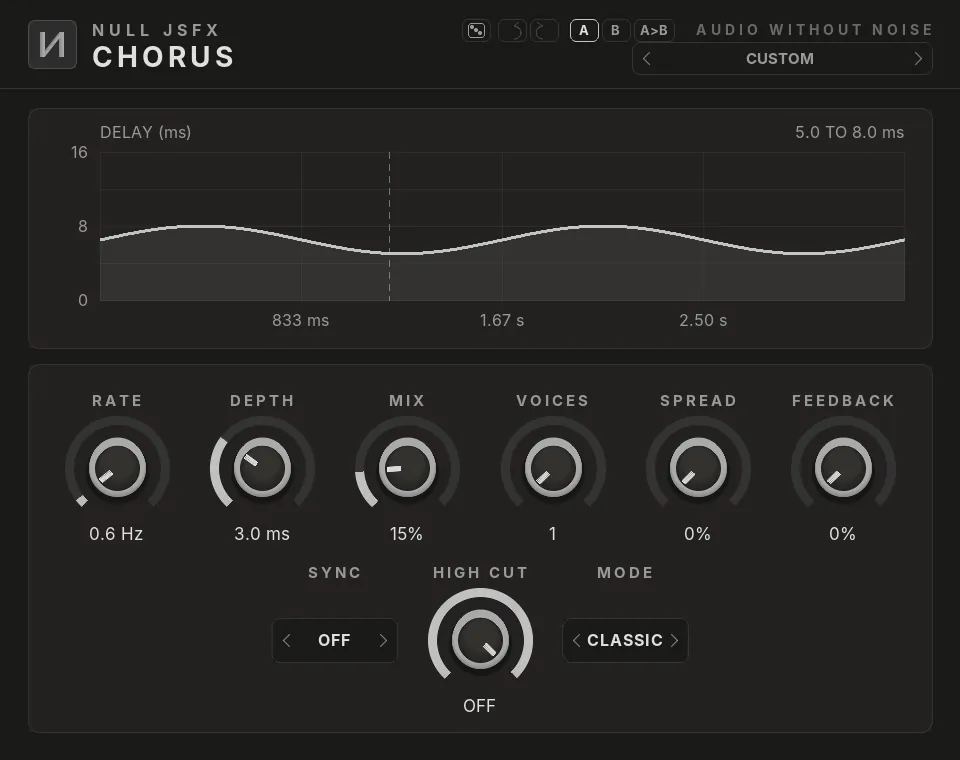 NULL JSFX
CHORUS
A B A>B AUDIO WITHOUT NOISE
CUSTOM
DELAY (ms) 5.0 TO 8.0 ms
16
8
0
833 ms 1.67 s 2.50 s
RATE DEPTH MIX VOICES SPREAD FEEDBACK
0.6 Hz 3.0 ms 15% 1 0% 0%
SYNC HIGH CUT MODE
OFF CLASSIC
OFF